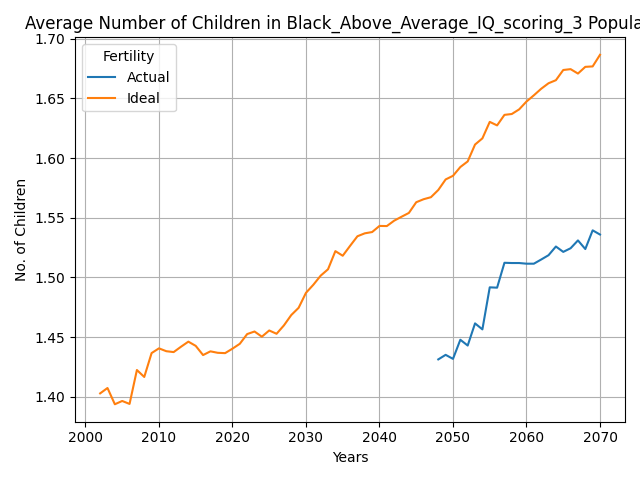 Average Number of Children in Black_Above_Average_IQ_scoring_3 Popula
Fertility
Actual
Ideal
1.70
1.65
1.60
1.55
1.50
1.45
1.40
No. of Children
2000 2010 2020 2030 2040 2050 2060 2070
Years